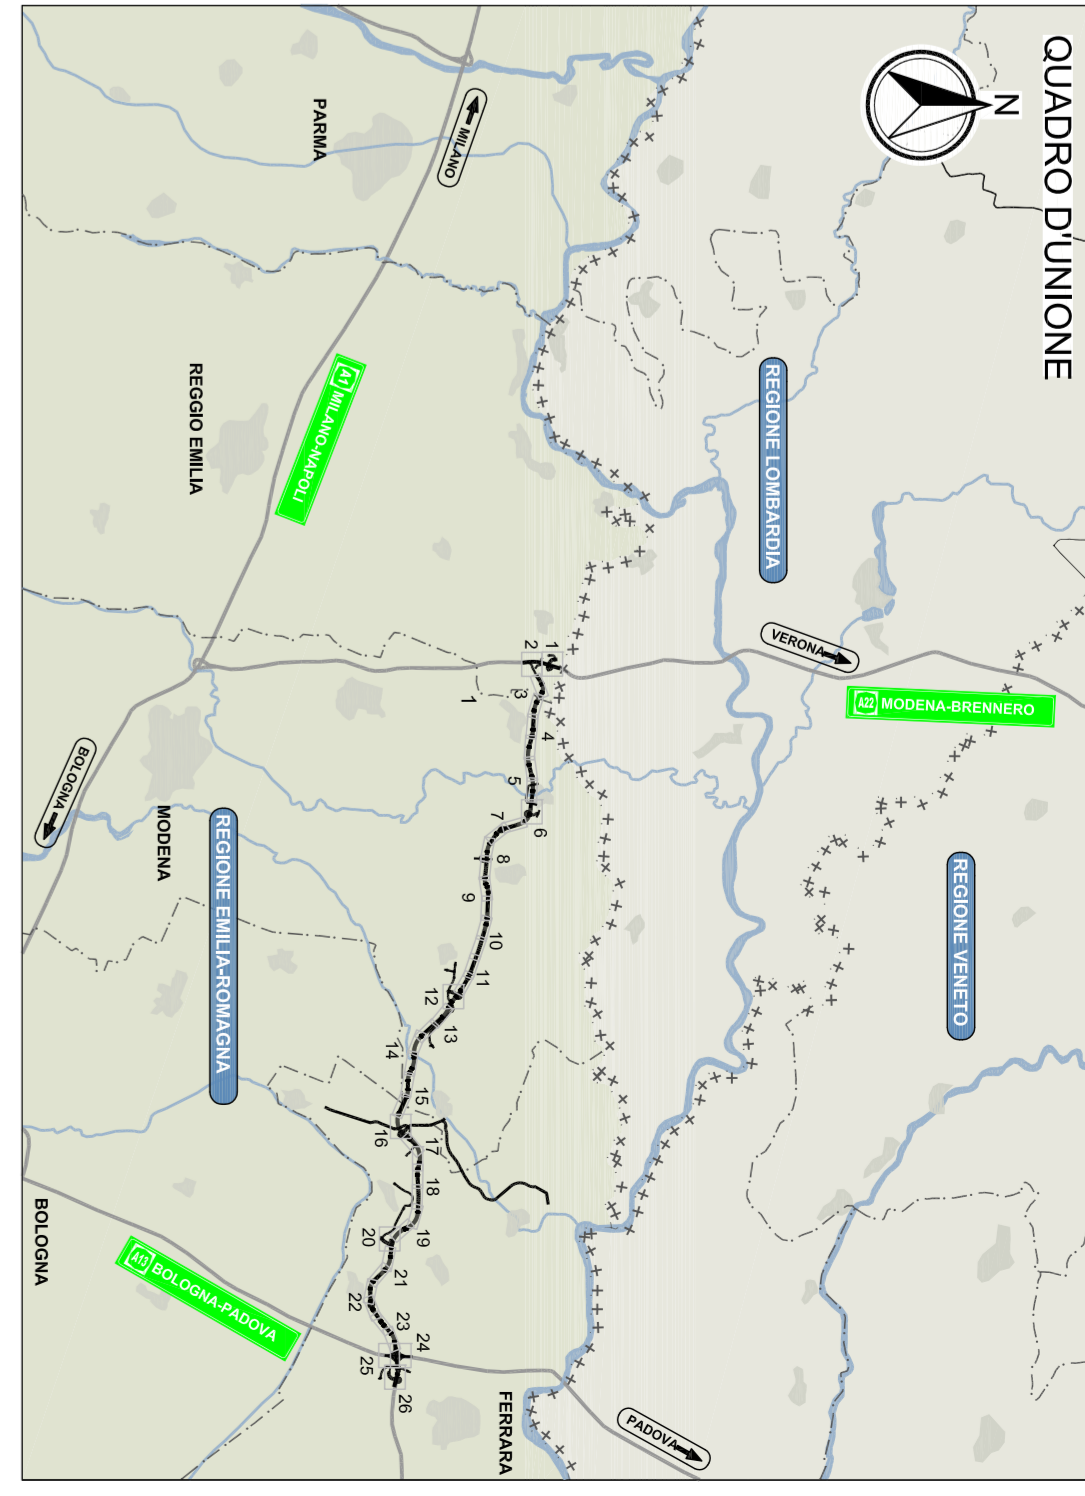 QUADRO D'UNIONE
N
PARMA
MILANO
REGGIO EMILIA
A1 MILANO-NAPOLI
REGIONE LOMBARDIA
VERONA
A22 MODENA-BRENNERO
REGIONE VENETO
BOLOGNA
MODENA
REGIONE EMILIA-ROMAGNA
BOLOGNA
A13 BOLOGNA-PADOVA
FERRARA
PADOVA
1
2
1
3
4
5
6
7
8
9
10
11
12
13
14
15
16
17
18
19
20
21
22
23
24
25
26